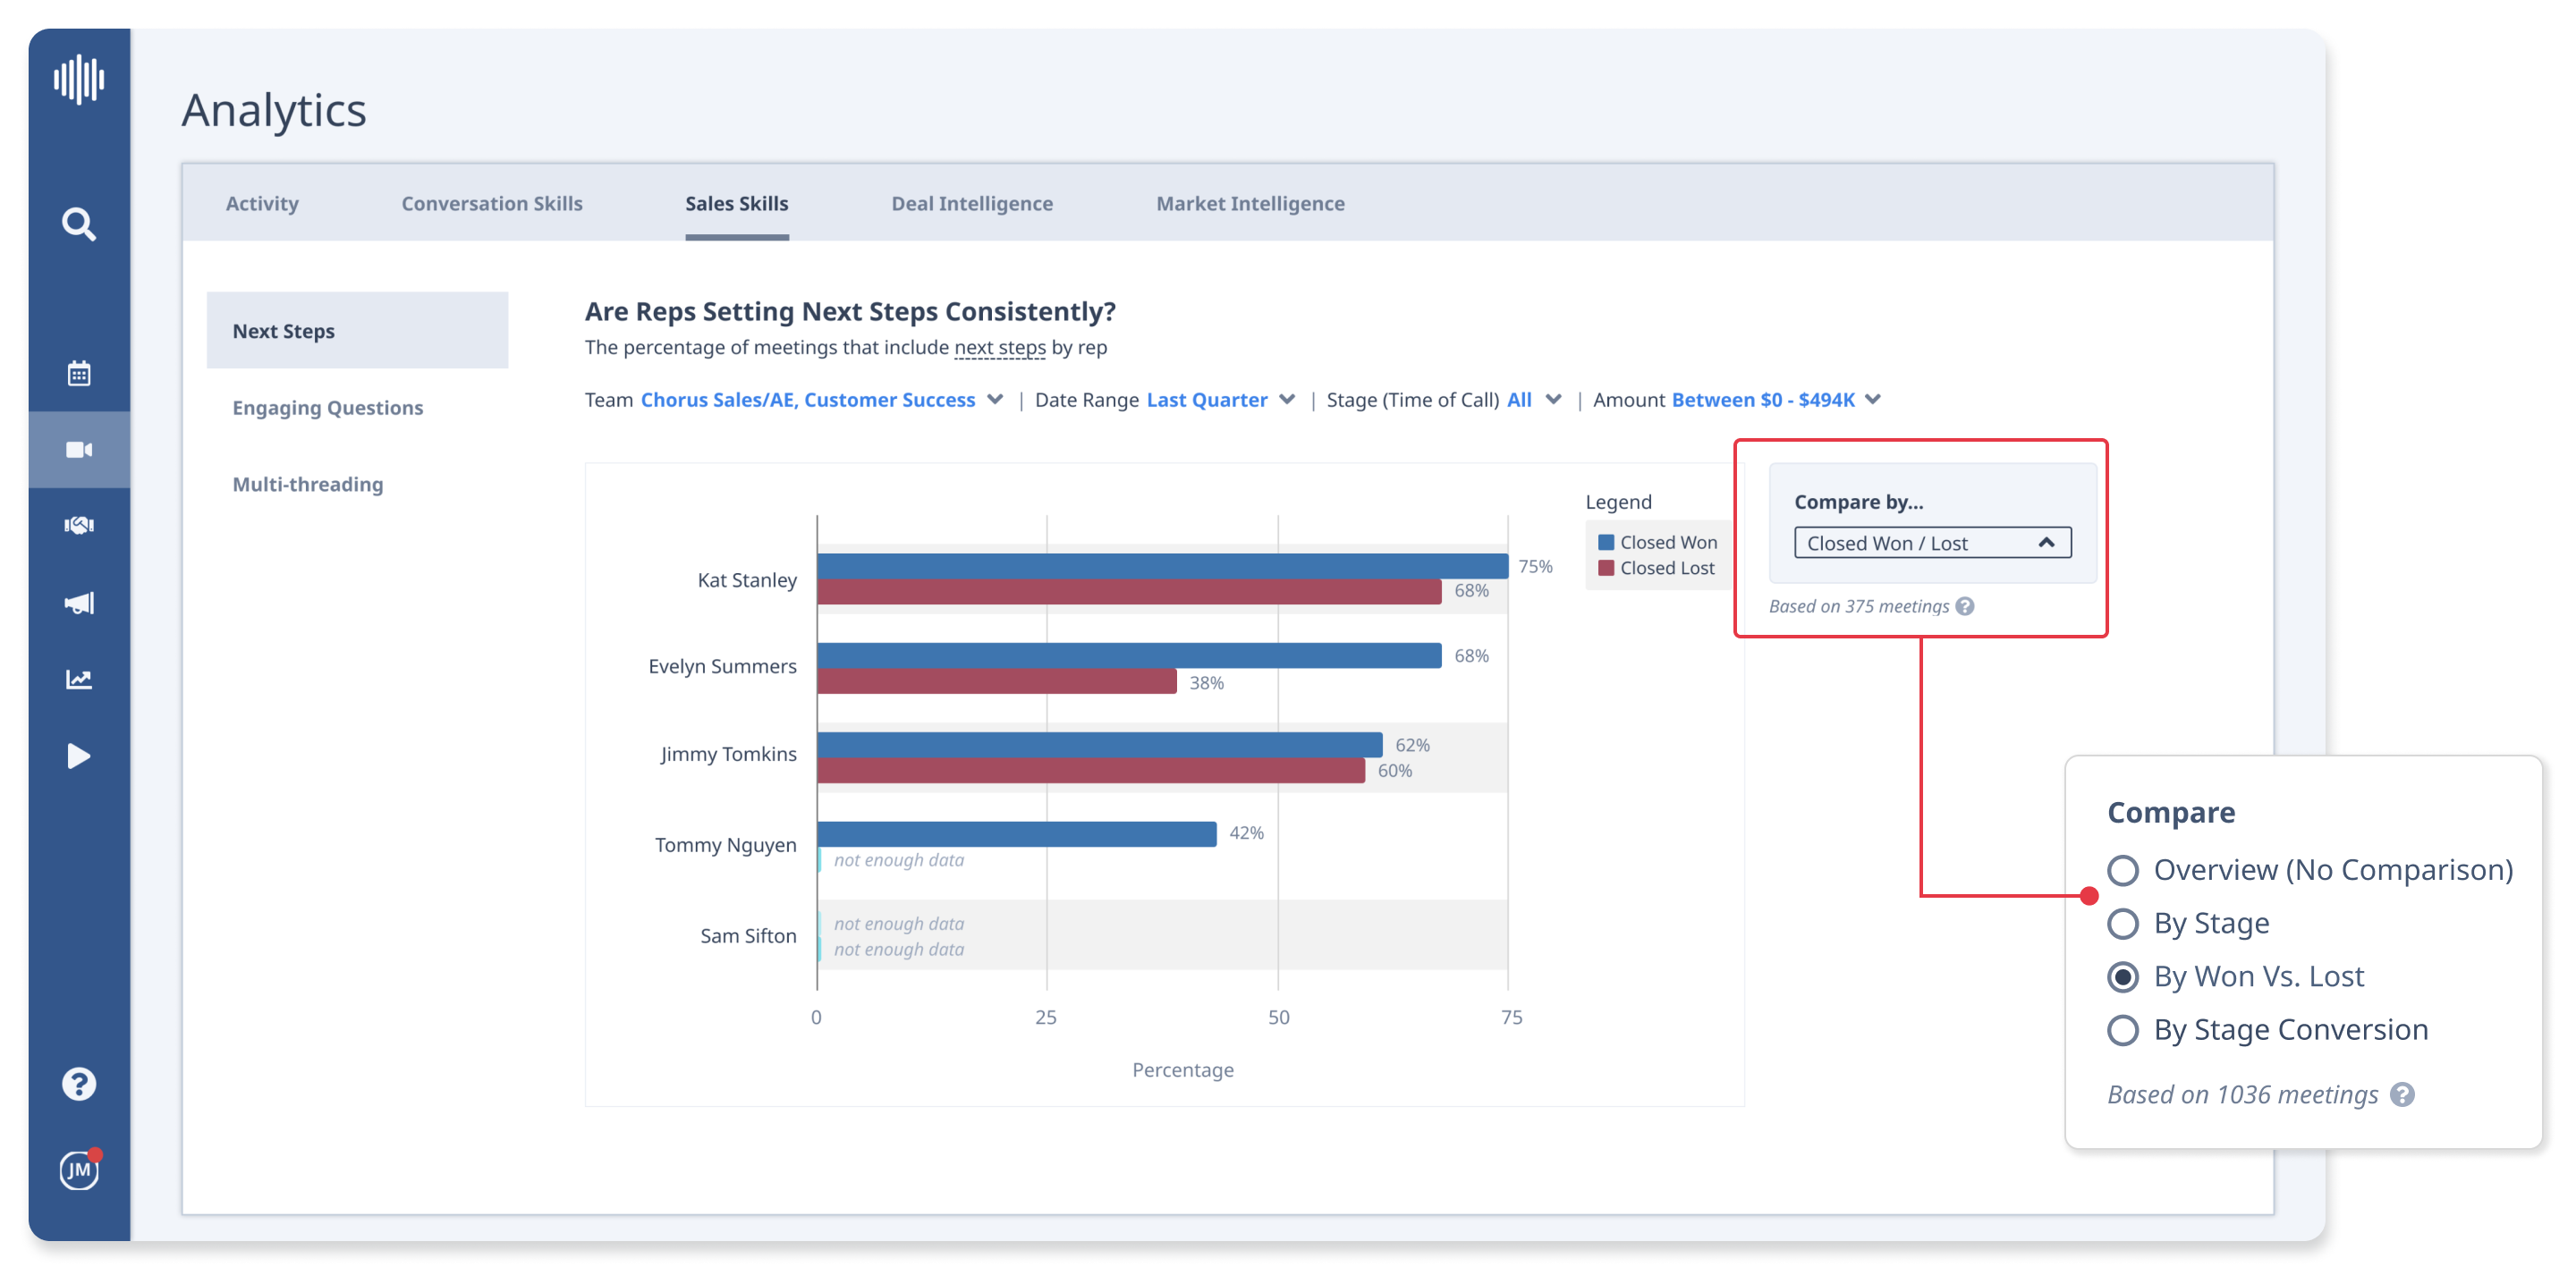 Analytics
Activity
Conversation Skills
Sales Skills
Deal Intelligence
Market Intelligence
Next Steps
Engaging Questions
Multi-threading
Are Reps Setting Next Steps Consistently?
The percentage of meetings that include next steps by rep
Team Chorus Sales/AE, Customer Success | Date Range Last Quarter | Stage (Time of Call) All | Amount Between $0 - $494K
Legend
Closed Won
Closed Lost
Kat Stanley
75%
68%
Evelyn Summers
68%
38%
Jimmy Tomkins
62%
60%
Tommy Nguyen
42%
not enough data
Sam Sifton
not enough data
not enough data
0
25
50
75
Percentage
Compare by...
Closed Won / Lost
Based on 375 meetings ?
Compare
Overview (No Comparison)
By Stage
By Won Vs. Lost
By Stage Conversion
Based on 1036 meetings ?
?
JM